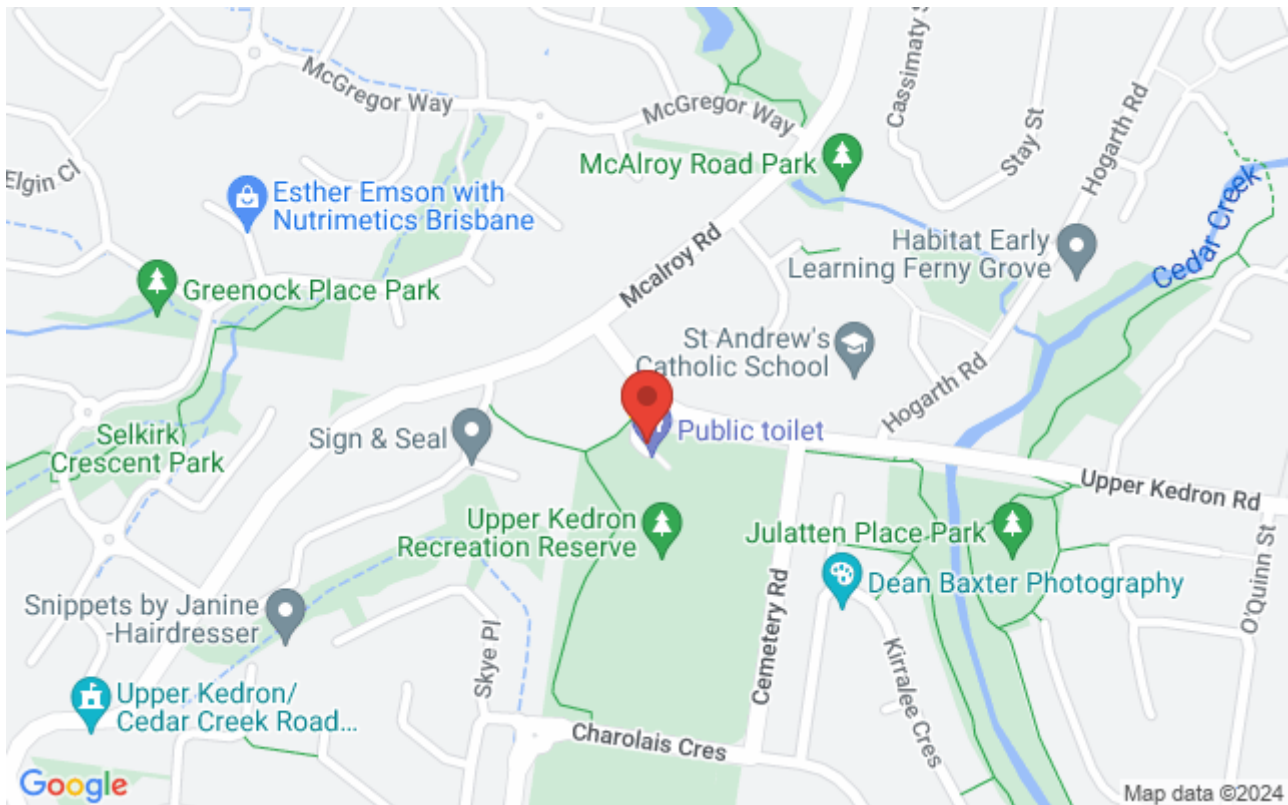 McGregor Way
McGregor Way
Cassimaty S
Stay St
Hogarth Rd
McAlroy Road Park
Elgin Cl
Esther Emson with
Nutrimetics Brisbane
Cedar Creek
Habitat Early
Learning Ferny Grove
Mcalroy Rd
Greenock Place Park
St Andrew's
Catholic School
Hogarth Rd
Selkirk
Crescent Park
Sign & Seal
Public toilet
Upper Kedron Rd
Upper Kedron
Recreation Reserve
Julatten Place Park
Dean Baxter Photography
O'Quinn St
Snippets by Janine
-Hairdresser
Skye Pl
Cemetery Rd
Kirralee Cres
Upper Kedron/
Cedar Creek Road...
Charolais Cres
Google
Map data ©2024